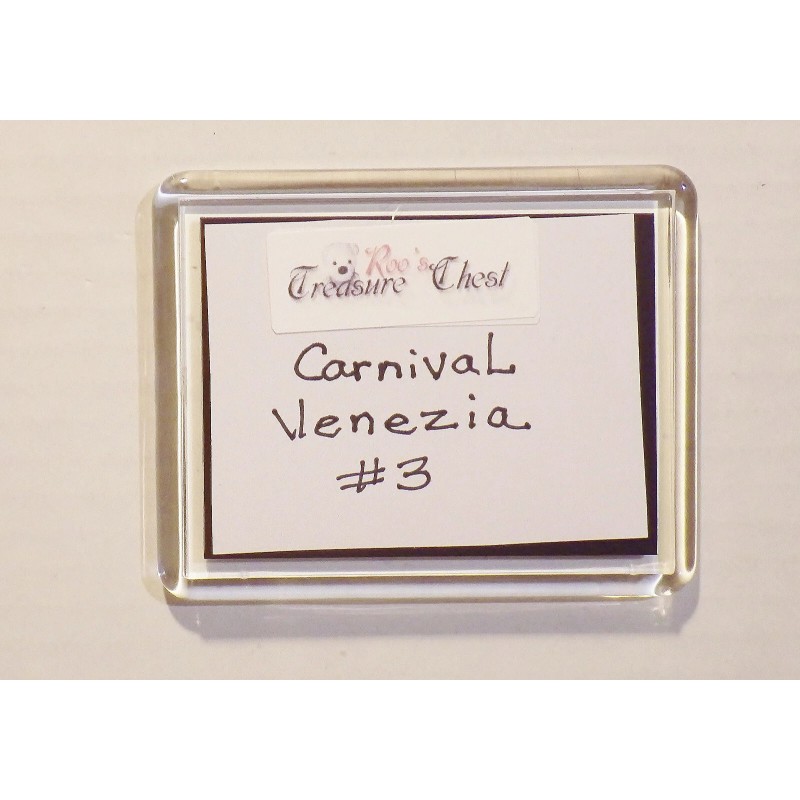 Roo's
Treasure Chest
Carnival
Venezia
#3